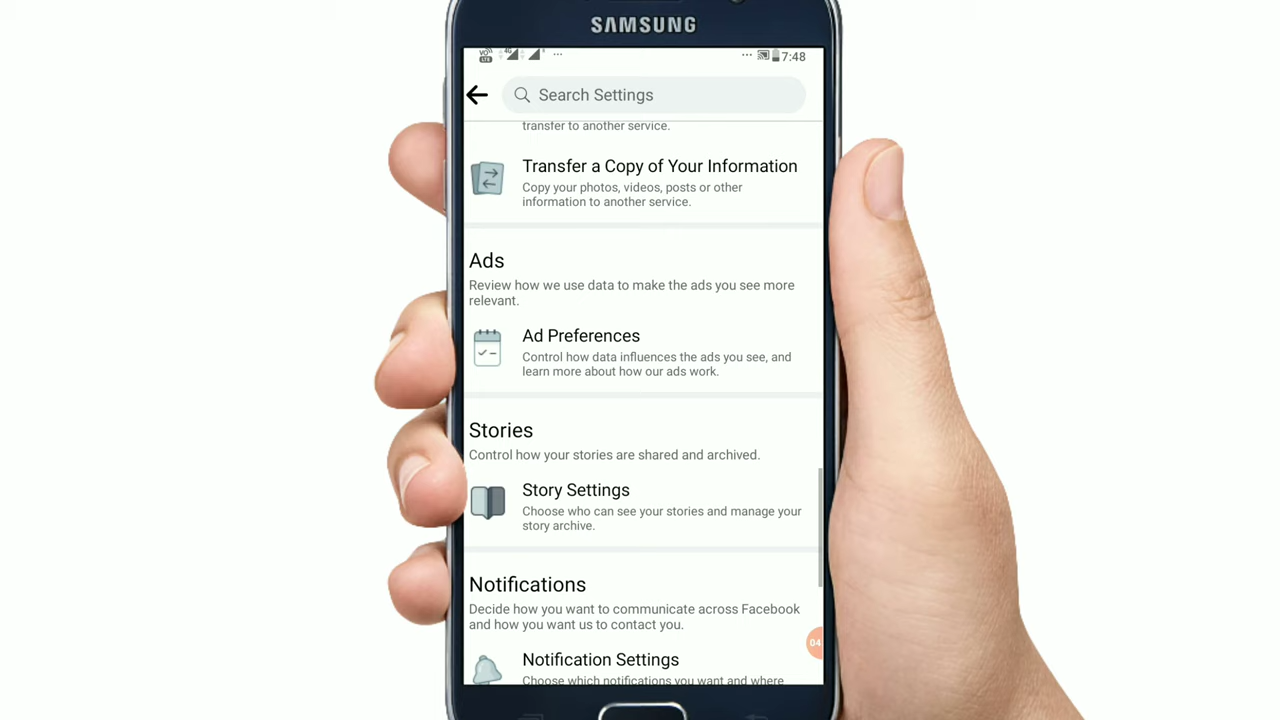 SAMSUNG
VO
LTE
4G
7:48
Search Settings
transfer to another service.
Transfer a Copy of Your Information
Copy your photos, videos, posts or other
information to another service.
Ads
Review how we use data to make the ads you see more
relevant.
Ad Preferences
Control how data influences the ads you see, and
learn more about how our ads work.
Stories
Control how your stories are shared and archived.
Story Settings
Choose who can see your stories and manage your
story archive.
Notifications
Decide how you want to communicate across Facebook
and how you want us to contact you.
04
Notification Settings
Choose which notifications you want and where